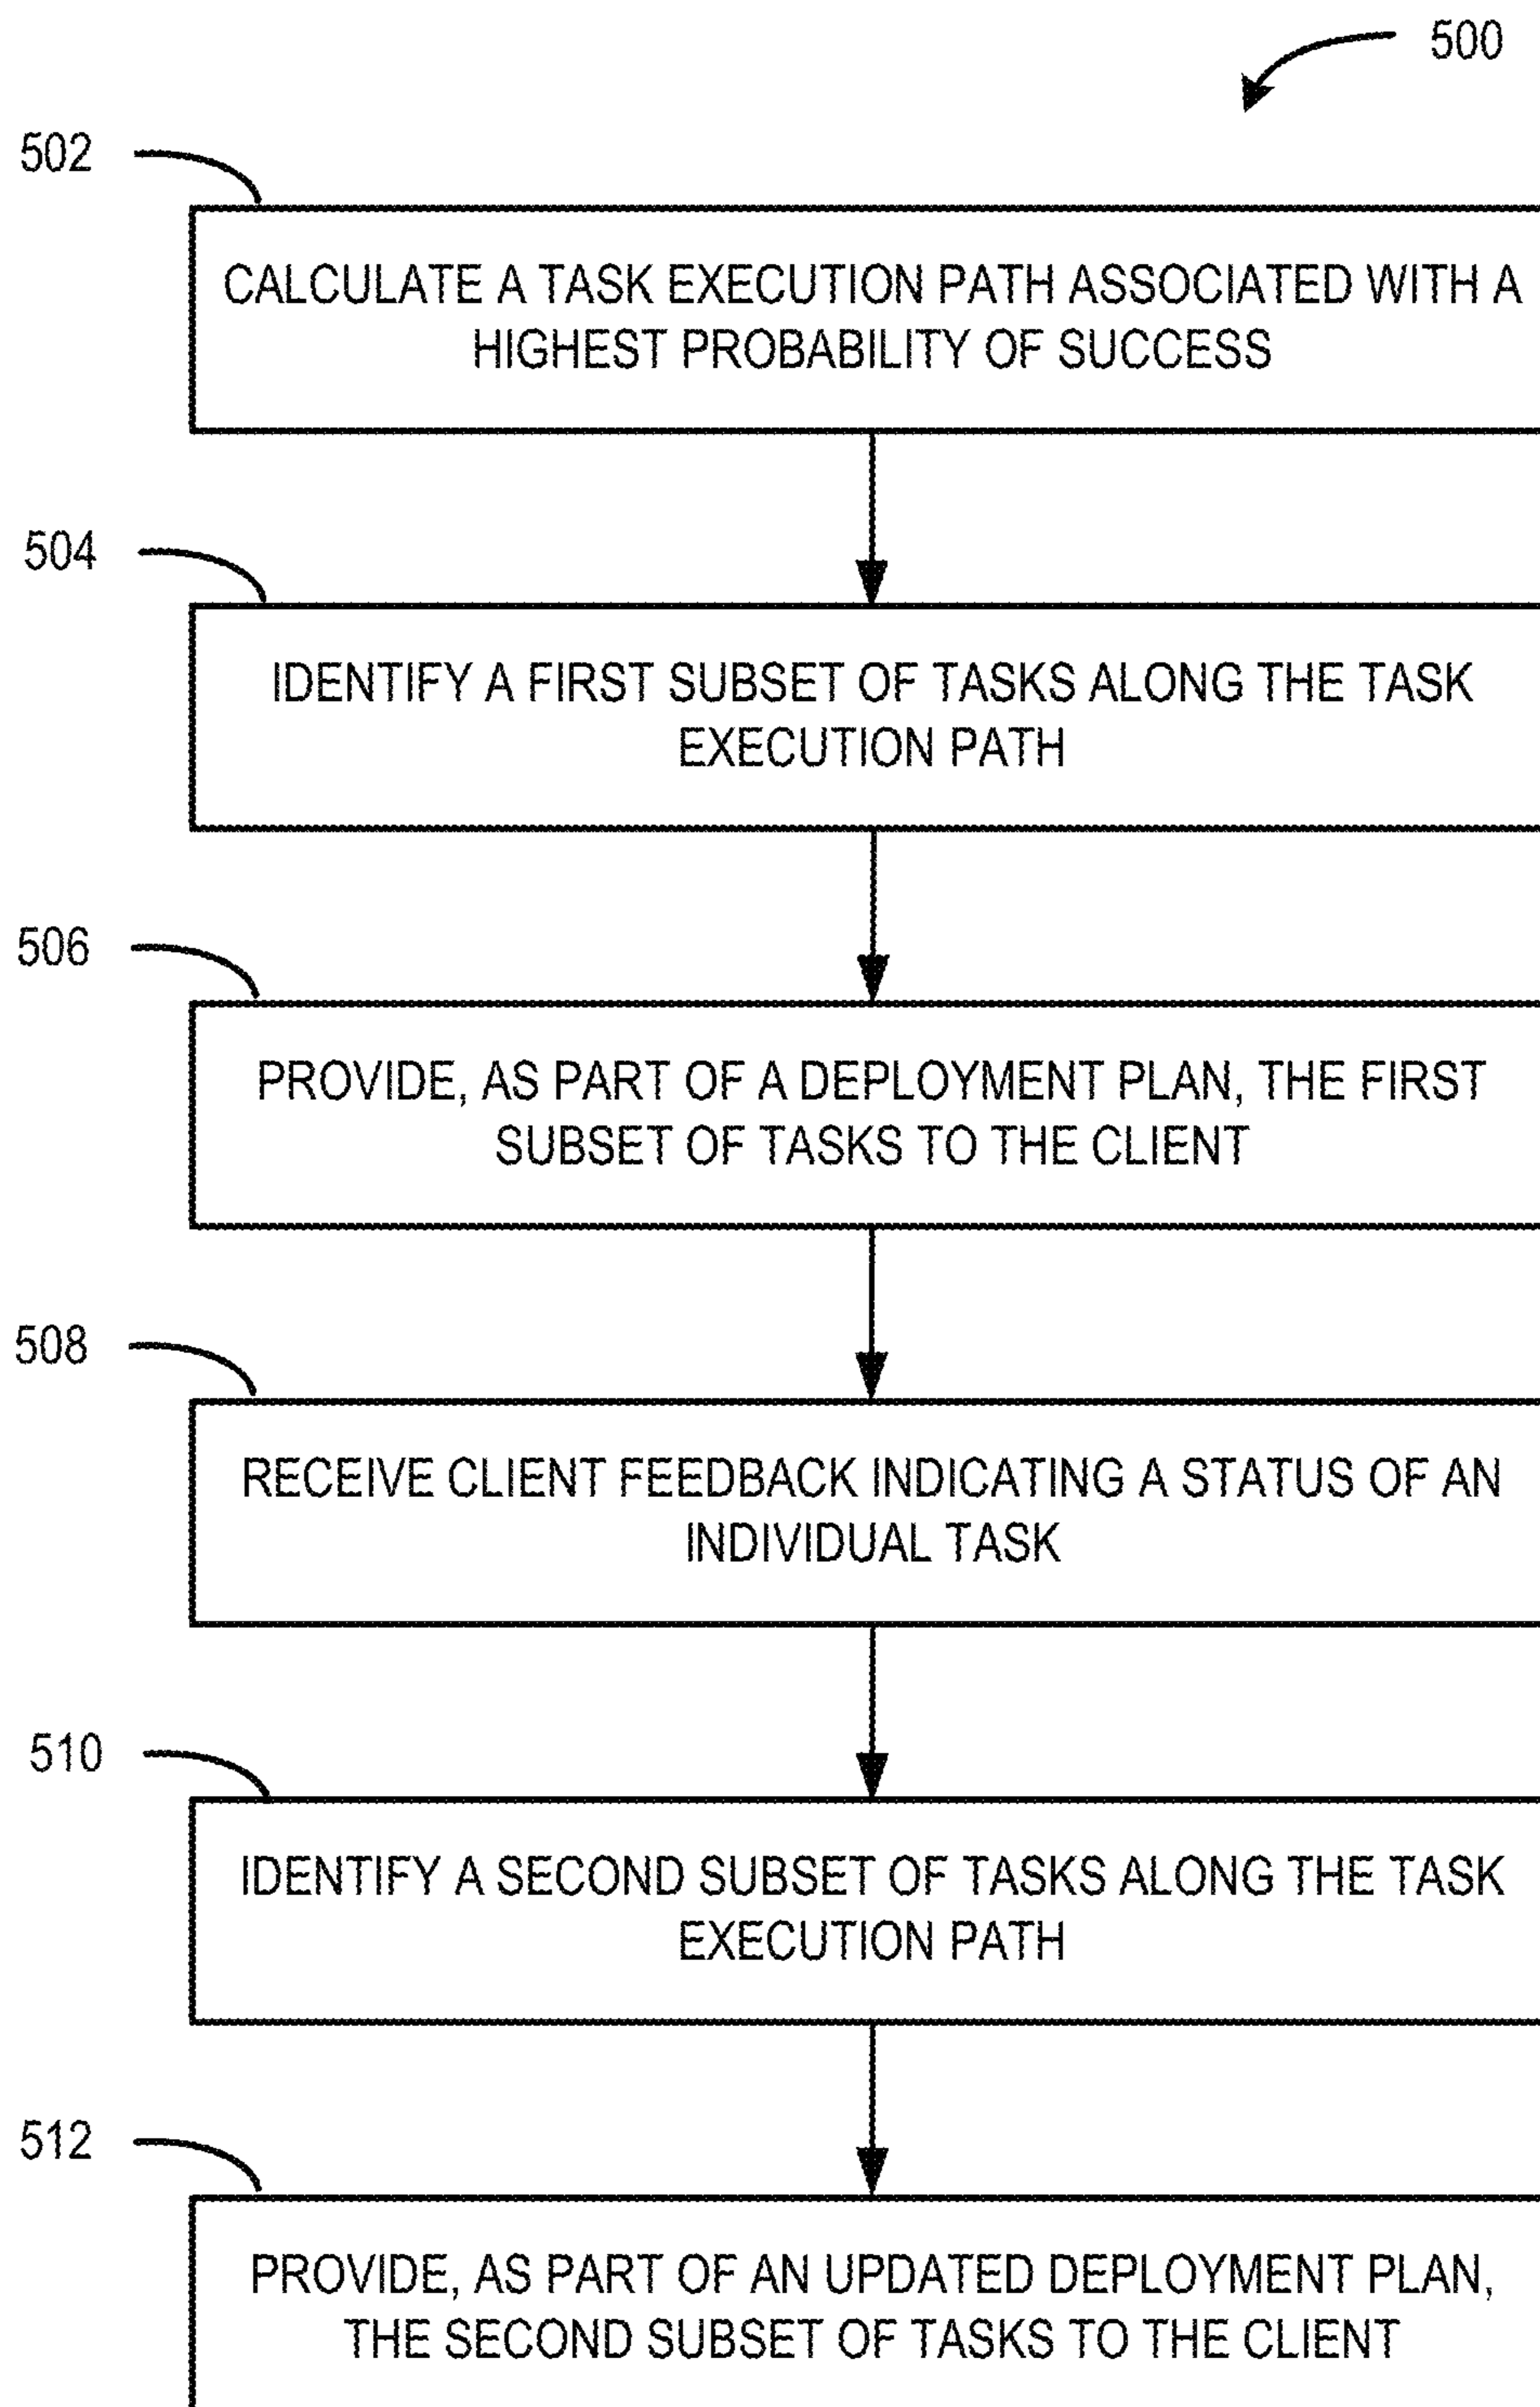 500
502
CALCULATE A TASK EXECUTION PATH ASSOCIATED WITH A
HIGHEST PROBABILITY OF SUCCESS
504
IDENTIFY A FIRST SUBSET OF TASKS ALONG THE TASK
EXECUTION PATH
506
PROVIDE, AS PART OF A DEPLOYMENT PLAN, THE FIRST
SUBSET OF TASKS TO THE CLIENT
508
RECEIVE CLIENT FEEDBACK INDICATING A STATUS OF AN
INDIVIDUAL TASK
510
IDENTIFY A SECOND SUBSET OF TASKS ALONG THE TASK
EXECUTION PATH
512
PROVIDE, AS PART OF AN UPDATED DEPLOYMENT PLAN,
THE SECOND SUBSET OF TASKS TO THE CLIENT